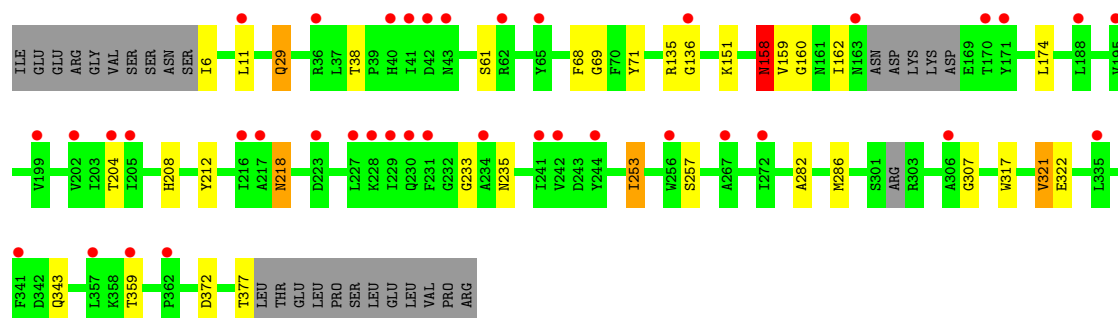 ILE GLU GLU ARG GLY VAL SER SER ASN SER I6 L11 Q29 R36 L37 T38 P39 H40 I41 D42 N43 S61 R62 Y65 F68 G69 F70 Y71 R135 G136 K151 N158 V159 G160 N161 I162 N163 ASN ASP LYS LYS ASP E169 T170 Y171 L174 L188 V195
V199 V202 I203 T204 I205 H208 Y212 I216 A217 N218 D223 L227 K228 I229 Q230 F231 G232 G233 A234 N235 I241 V242 D243 Y244 I253 W256 S257 A267 I272 A282 M286 S301 ARG R303 A306 G307 W317 V321 E322 L335
F341 D342 Q343 L357 K358 T359 P362 D372 T377 LEU THR GLU LEU PRO SER LEU GLU LEU VAL PRO ARG